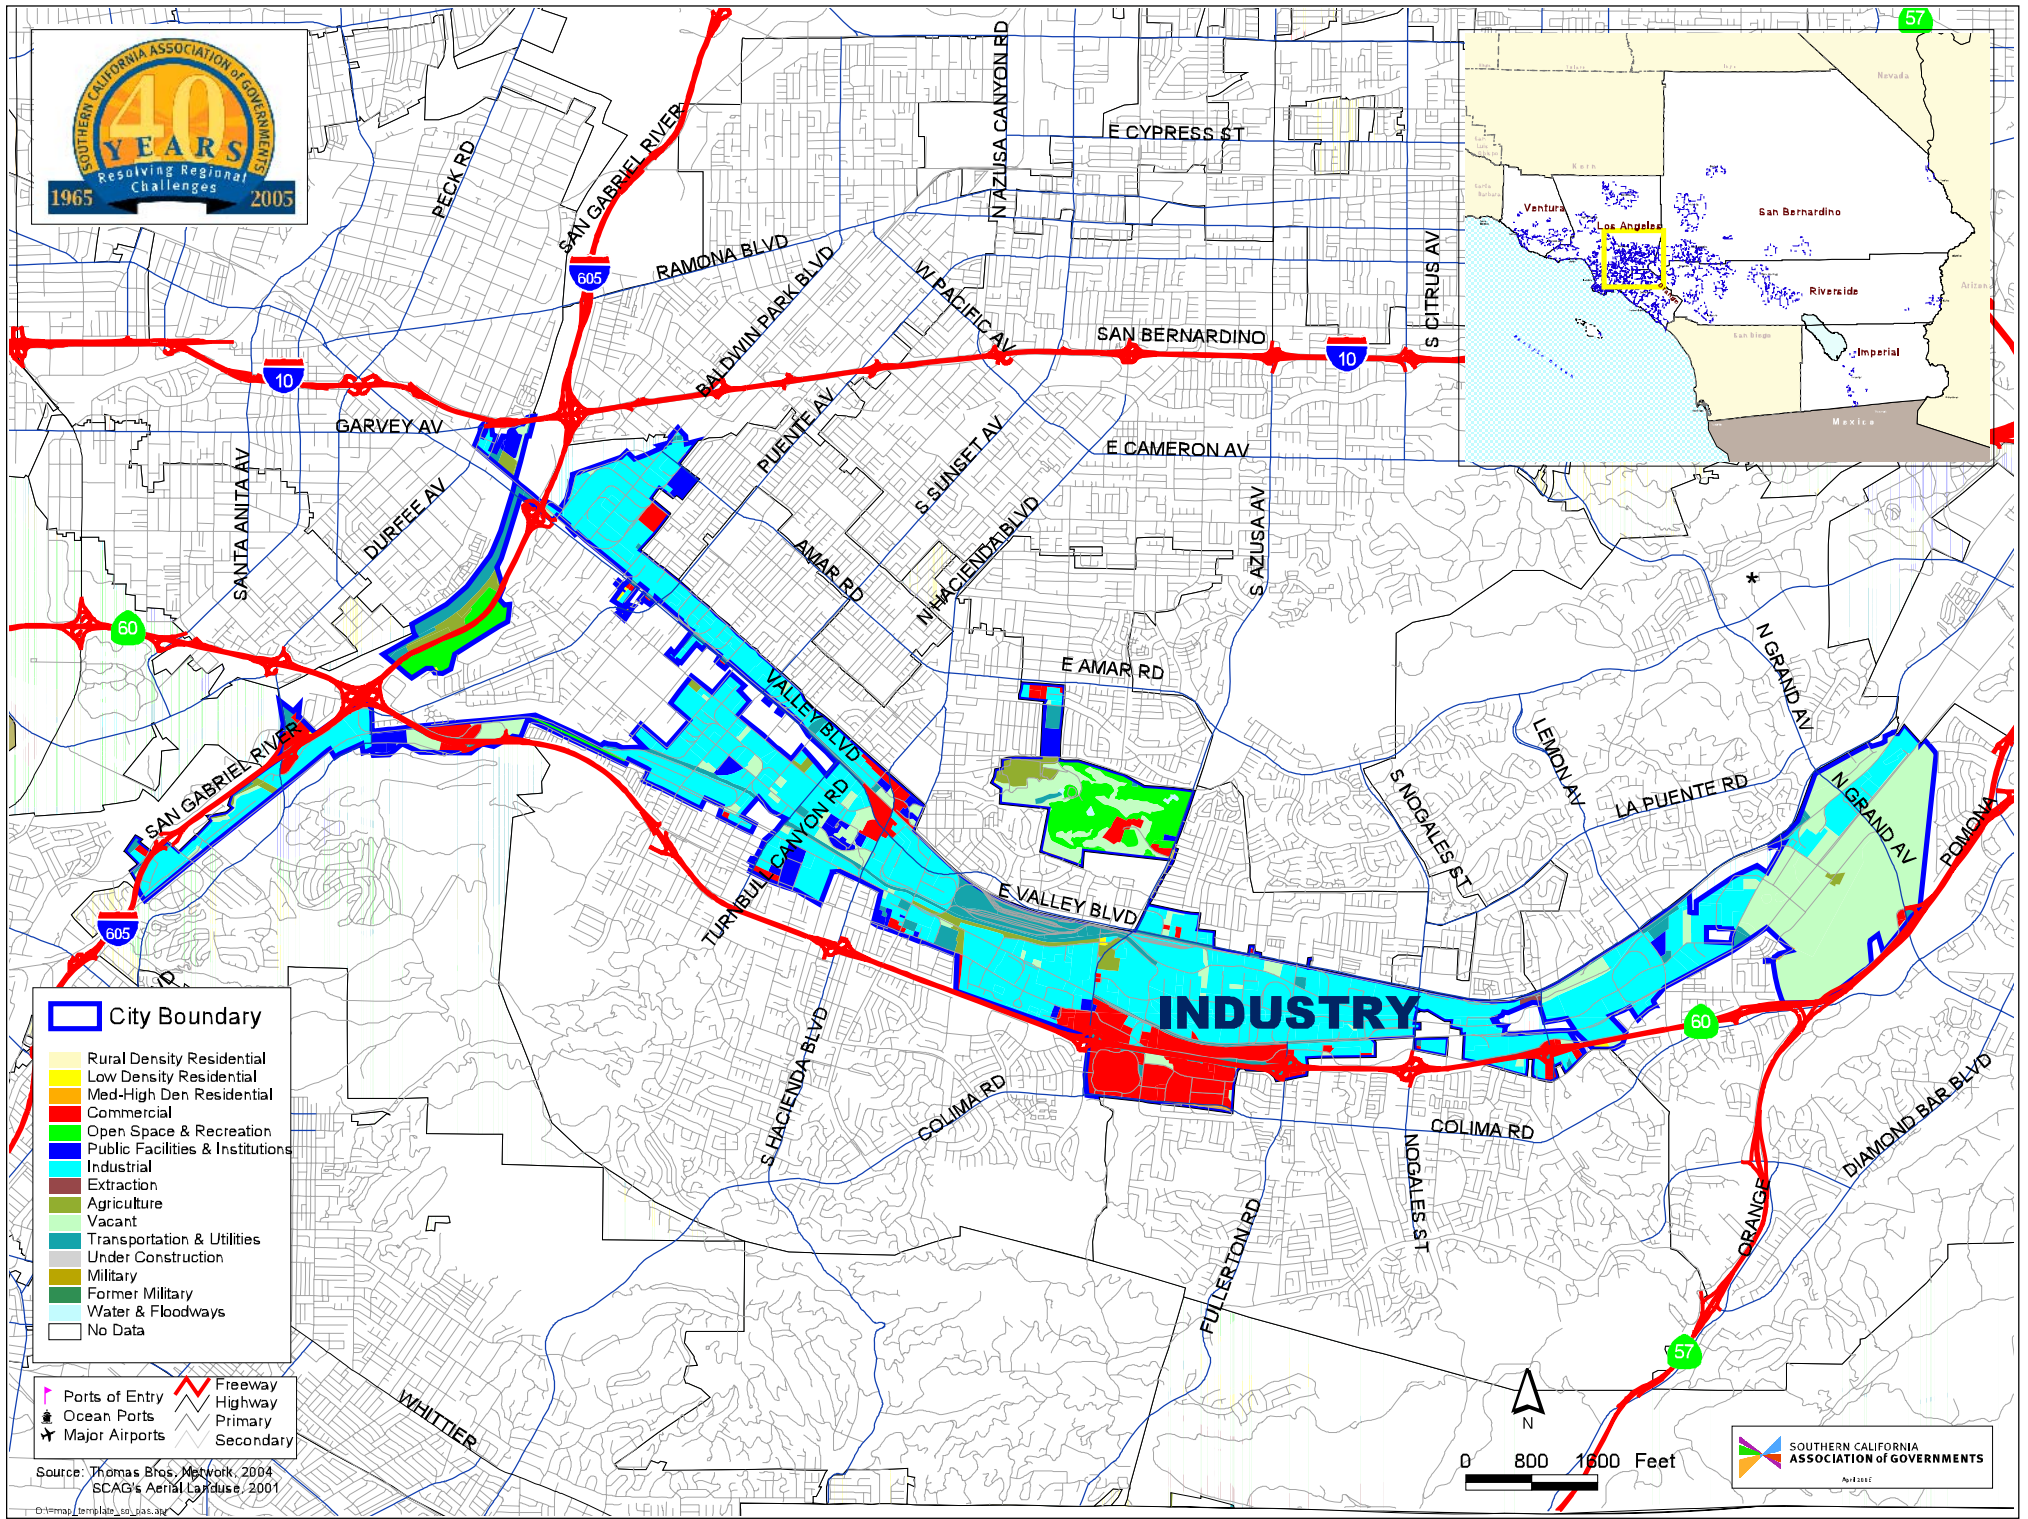 SOUTHERN CALIFORNIA ASSOCIATION of GOVERNMENTS
40
YEARS
Resolving Regional
Challenges
1965
2005
57
N AZUSA CANYON RD
E CYPRESS ST
PECK RD
SAN GABRIEL RIVER
605
RAMONA BLVD
BALDWIN PARK BLVD
W PACIFIC AV
S CITRUS AV
SAN BERNARDINO
10
10
Nevada
Kern
Ventura
Los Angeles
San Bernardino
Orange
Riverside
Arizona
San Diego
Imperial
Pacific Ocean
Mexico
GARVEY AV
SANTA ANITA AV
DURFEE AV
PUENTE AV
S SUNSET AV
E CAMERON AV
N HACIENDA BLVD
S AZUSA AV
AMAR RD
*
60
E AMAR RD
N GRAND AV
VALLEY BLVD
SAN GABRIEL RIVER
LEMON AV
S NOGALES ST
LA PUENTE RD
N GRAND AV
POMONA
TURNBULL CANYON RD
E VALLEY BLVD
605
INDUSTRY
60
S HACIENDA BLVD
COLIMA RD
COLIMA RD
DIAMOND BAR BLVD
NOGALES ST
FULLERTON RD
ORANGE
57
WHITTIER
VD
City Boundary
Rural Density Residential
Low Density Residential
Med-High Den Residential
Commercial
Open Space & Recreation
Public Facilities & Institutions
Industrial
Extraction
Agriculture
Vacant
Transportation & Utilities
Under Construction
Military
Former Military
Water & Floodways
No Data
Ports of Entry
Ocean Ports
Major Airports
Freeway
Highway
Primary
Secondary
Source: Thomas Bros. Network, 2004
SCAG's Aerial Landuse, 2001
N
0 800 1600 Feet
SOUTHERN CALIFORNIA
ASSOCIATION of GOVERNMENTS